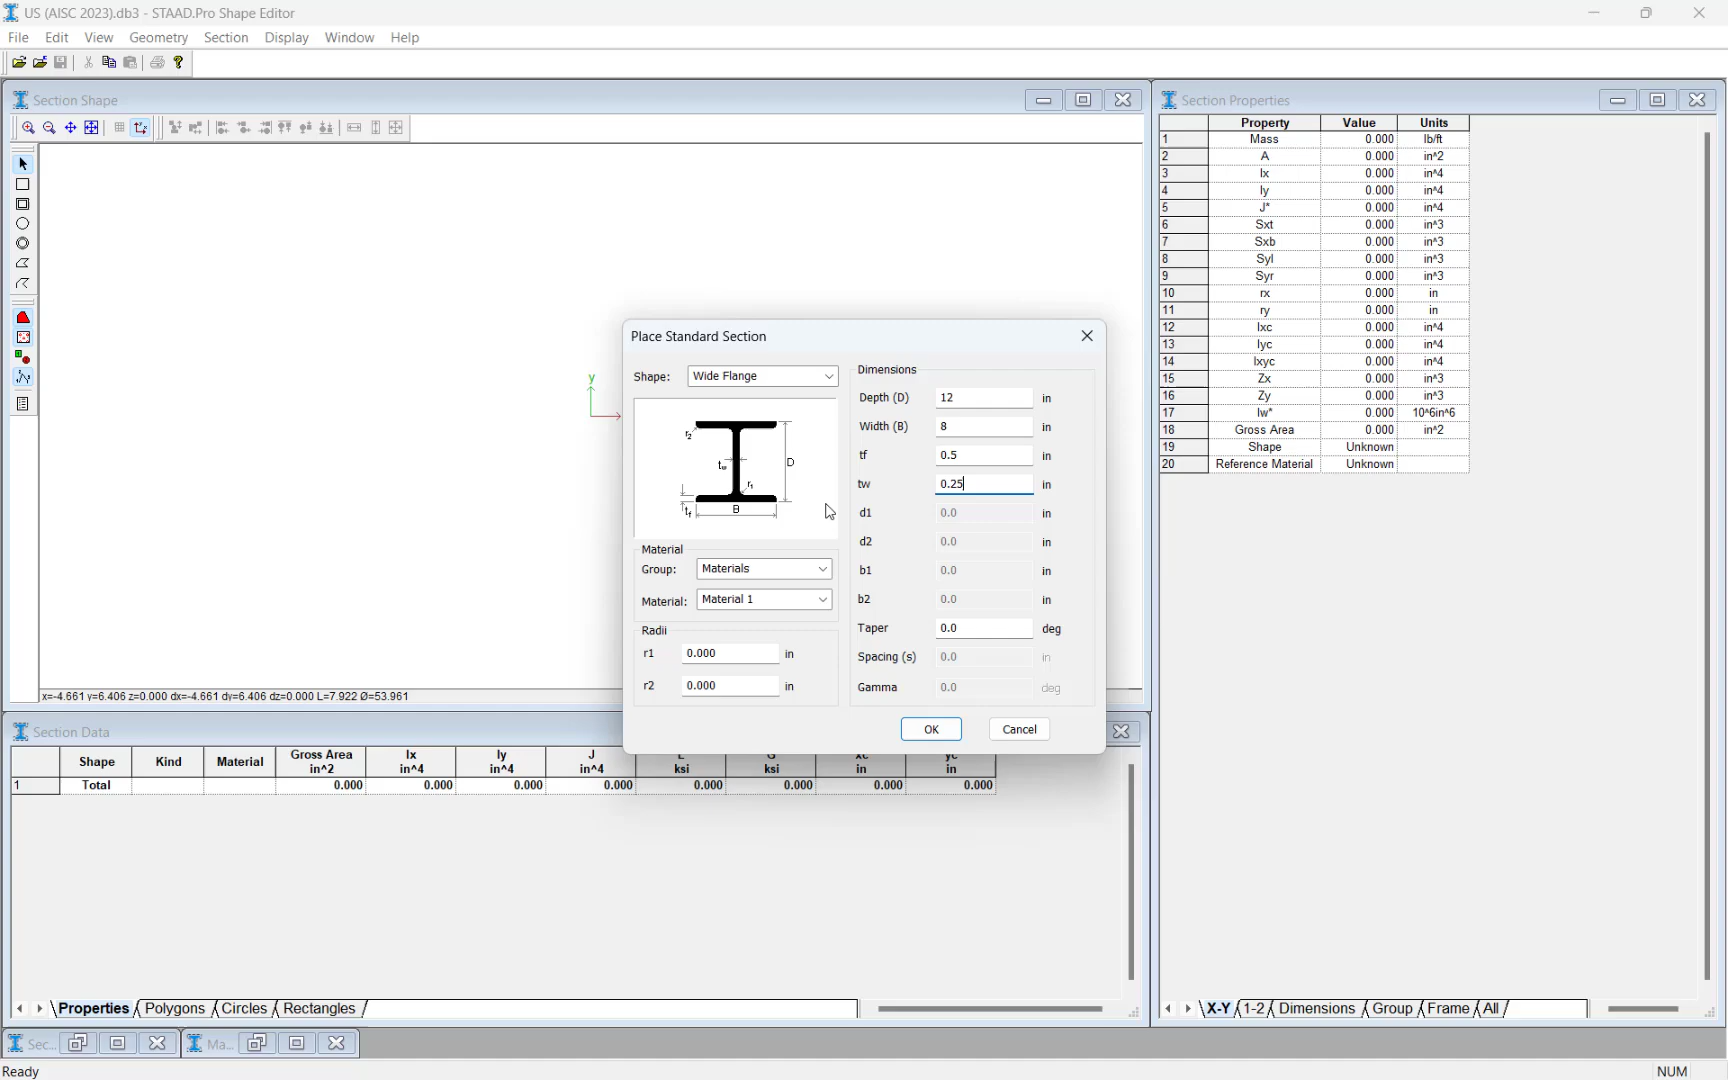 US (AISC 2023).db3 - STAAD.Pro Shape Editor
File Edit View Geometry Section Display Window Help
Section Shape
x=-4.661 y=6.406 z=0.000 dx=-4.661 dy=6.406 dz=0.000 L=7.922 Ø=53.961
y
Place Standard Section
Shape: Wide Flange
r2
tw
D
r1
tf
B
Material
Group: Materials
Material: Material 1
Radii
r1 0.000 in
r2 0.000 in
Dimensions
Depth (D) 12 in
Width (B) 8 in
tf 0.5 in
tw 0.25 in
d1 0.0 in
d2 0.0 in
b1 0.0 in
b2 0.0 in
Taper 0.0 deg
Spacing (s) 0.0 in
Gamma 0.0 deg
OK Cancel
Section Properties
Property Value Units
1 Mass 0.000 lb/ft
2 A 0.000 in^2
3 Ix 0.000 in^4
4 Iy 0.000 in^4
5 J* 0.000 in^4
6 Sxt 0.000 in^3
7 Sxb 0.000 in^3
8 Syl 0.000 in^3
9 Syr 0.000 in^3
10 rx 0.000 in
11 ry 0.000 in
12 Ixc 0.000 in^4
13 Iyc 0.000 in^4
14 Ixyc 0.000 in^4
15 Zx 0.000 in^3
16 Zy 0.000 in^3
17 Iw* 0.000 10^6in^6
18 Gross Area 0.000 in^2
19 Shape Unknown
20 Reference Material Unknown
X-Y 1-2 Dimensions Group Frame All
Section Data
Shape Kind Material Gross Area in^2 Ix in^4 Iy in^4 J in^4 ksi ksi xc in yc in
1 Total 0.000 0.000 0.000 0.000 0.000 0.000 0.000 0.000
Properties Polygons Circles Rectangles
Sec... Ma...
Ready NUM